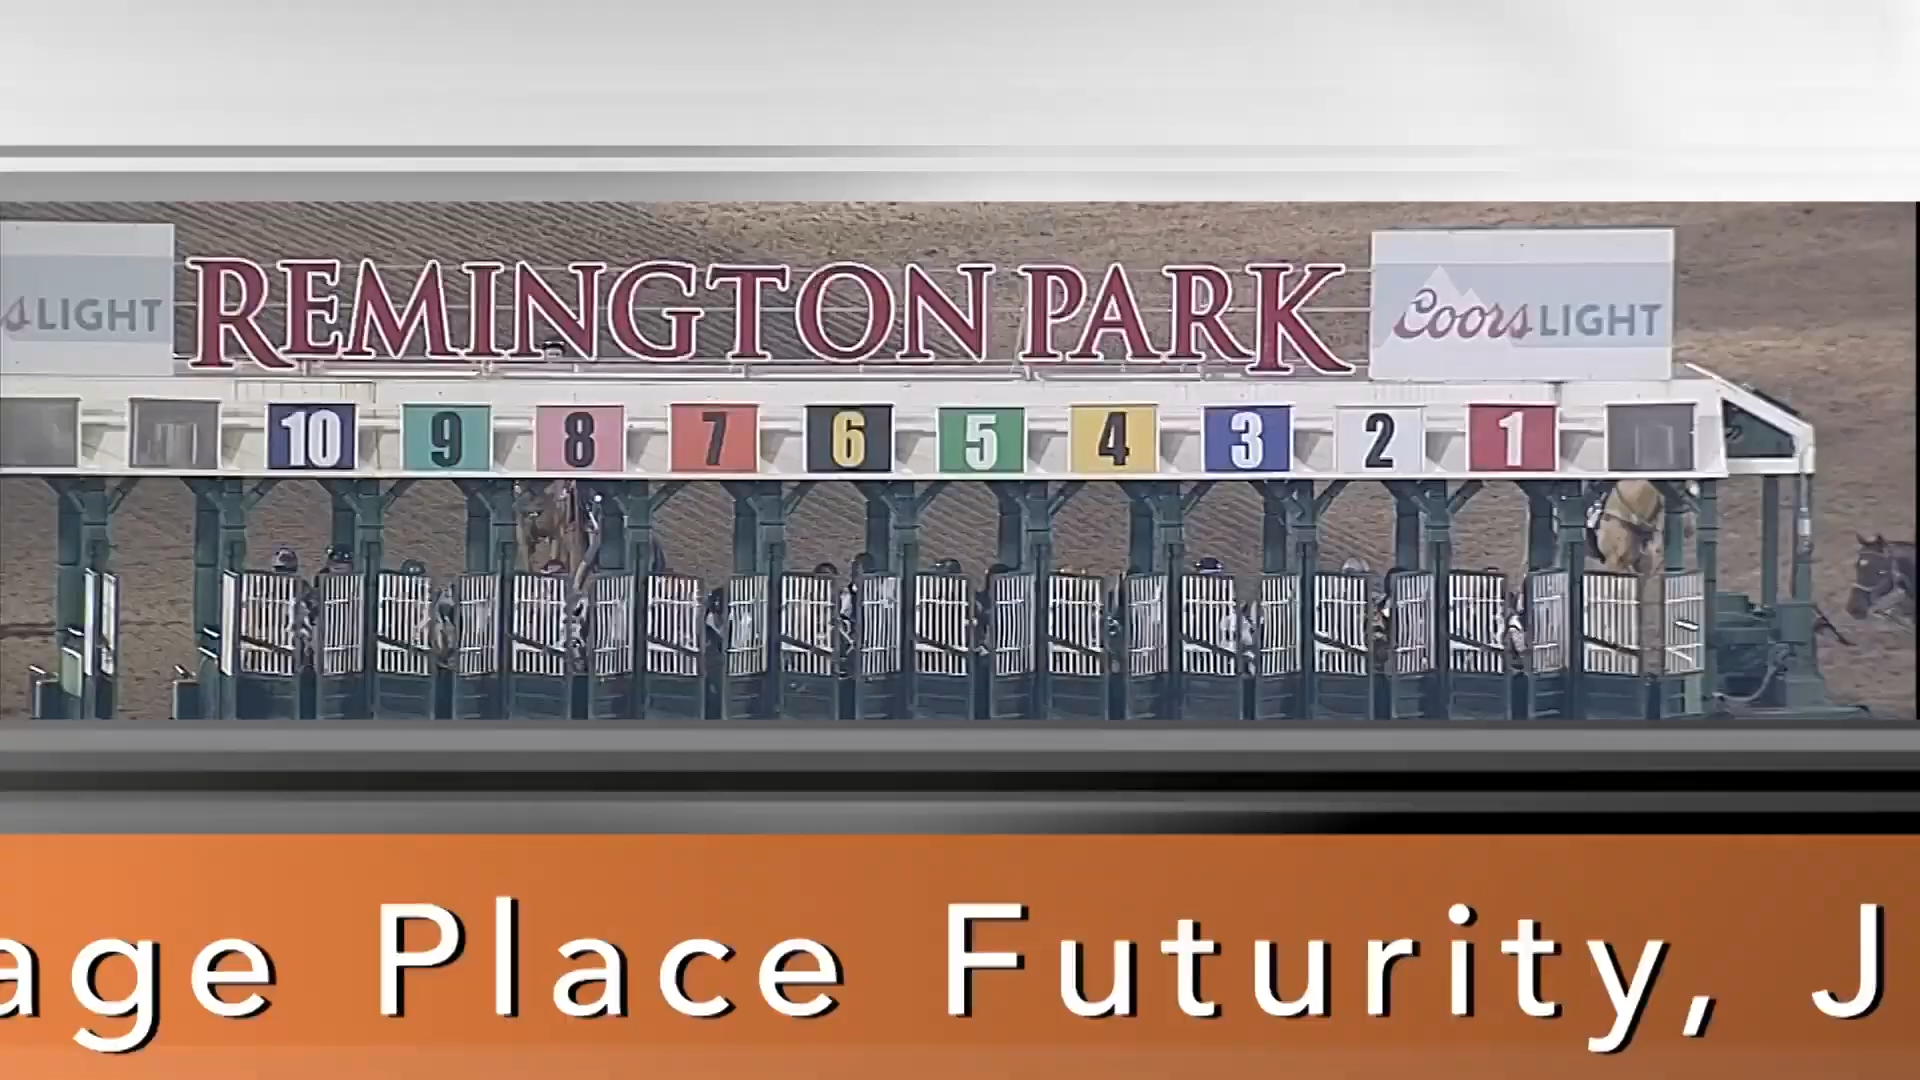 LIGHT REMINGTON PARK Coors LIGHT
10 9 8 7 6 5 4 3 2 1
age Place Futurity, J